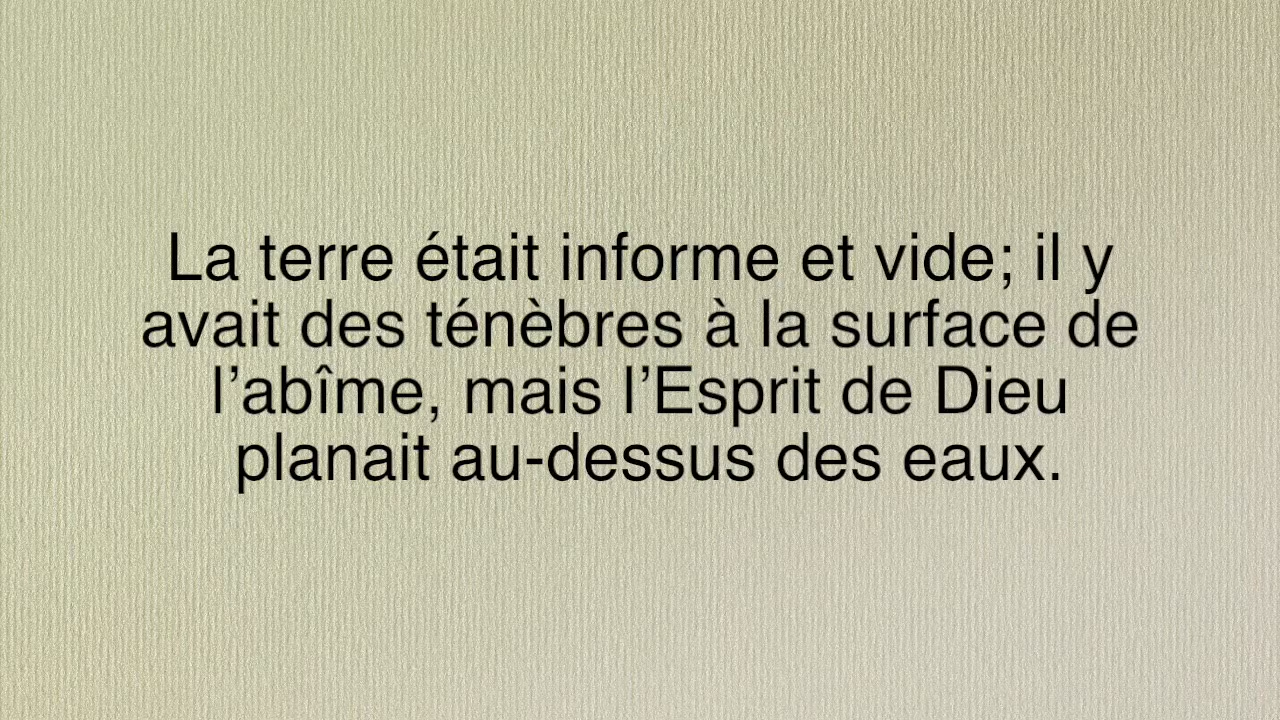 La terre était informe et vide; il y
avait des ténèbres à la surface de
l’abîme, mais l’Esprit de Dieu
planait au-dessus des eaux.